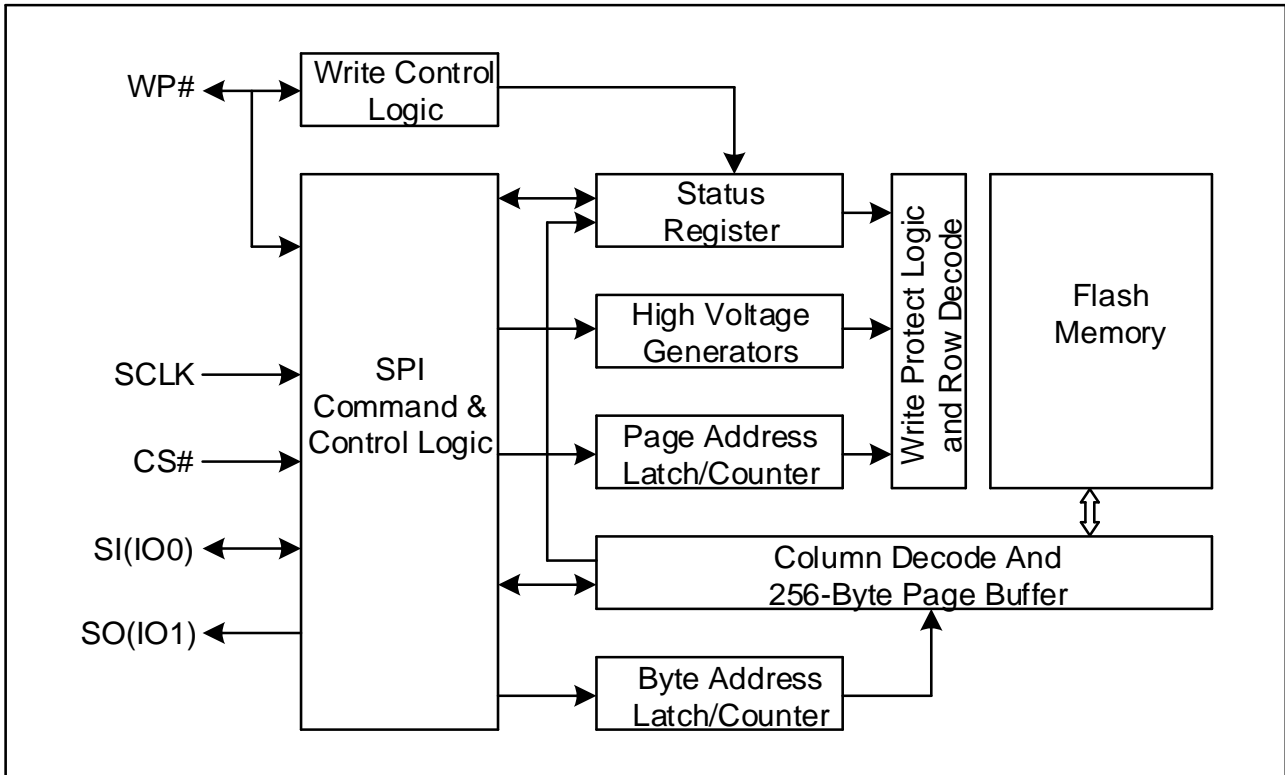 WP#
Write Control
Logic
Status
Register
Write Protect Logic
and Row Decode
Flash
Memory
High Voltage
Generators
SCLK
SPI
Command &
Control Logic
CS#
Page Address
Latch/Counter
SI(IO0)
Column Decode And
256-Byte Page Buffer
SO(IO1)
Byte Address
Latch/Counter